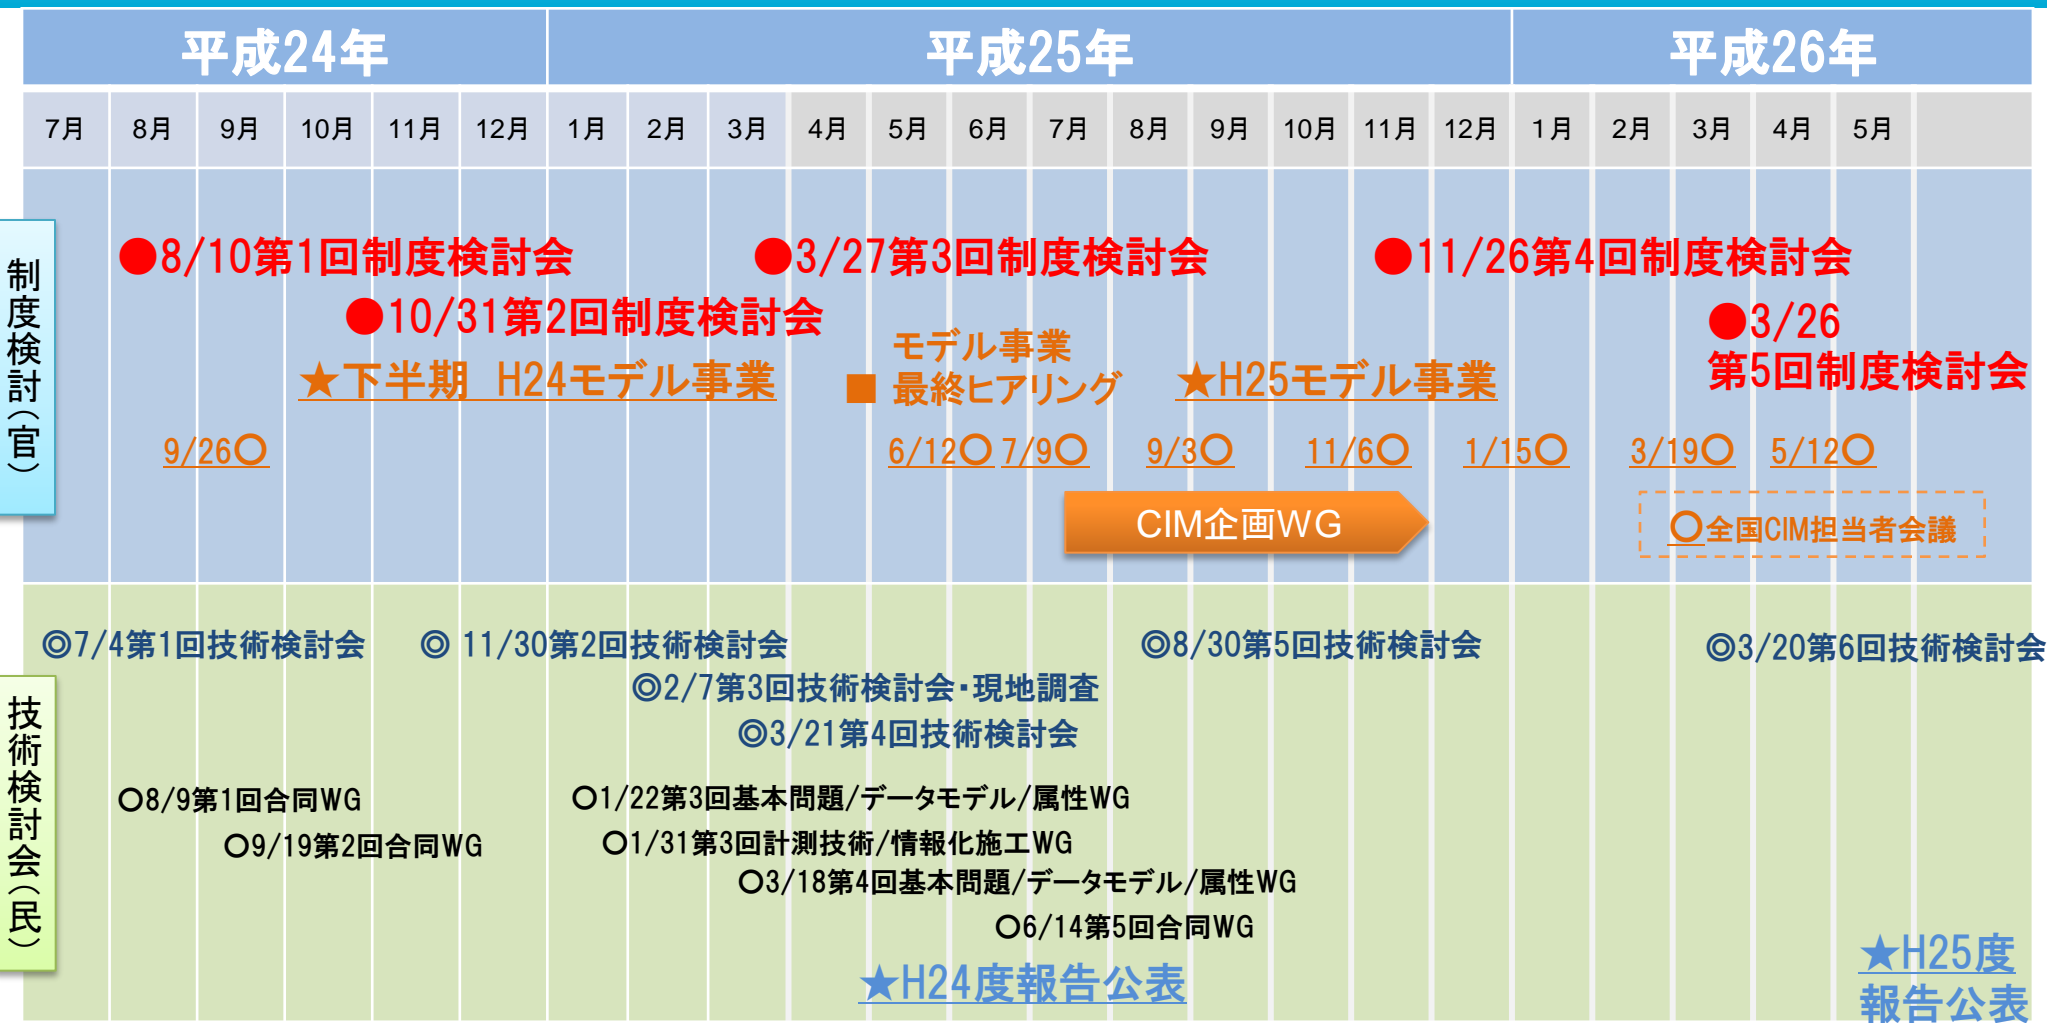 平成24年 平成25年 平成26年
7月 8月 9月 10月 11月 12月 1月 2月 3月 4月 5月 6月 7月 8月 9月 10月 11月 12月 1月 2月 3月 4月 5月
制度検討(官)
●8/10第1回制度検討会 ●3/27第3回制度検討会 ●11/26第4回制度検討会
●10/31第2回制度検討会
●3/26
第5回制度検討会
★下半期 H24モデル事業
モデル事業
■ 最終ヒアリング
★H25モデル事業
9/26○ 6/12○ 7/9○ 9/3○ 11/6○ 1/15○ 3/19○ 5/12○
CIM企画WG
○全国CIM担当者会議
技術検討会(民)
◎7/4第1回技術検討会 ◎ 11/30第2回技術検討会 ◎8/30第5回技術検討会 ◎3/20第6回技術検討会
◎2/7第3回技術検討会・現地調査
◎3/21第4回技術検討会
○8/9第1回合同WG ○1/22第3回基本問題/データモデル/属性WG
○9/19第2回合同WG ○1/31第3回計測技術/情報化施工WG
○3/18第4回基本問題/データモデル/属性WG
○6/14第5回合同WG
★H24度報告公表
★H25度
報告公表